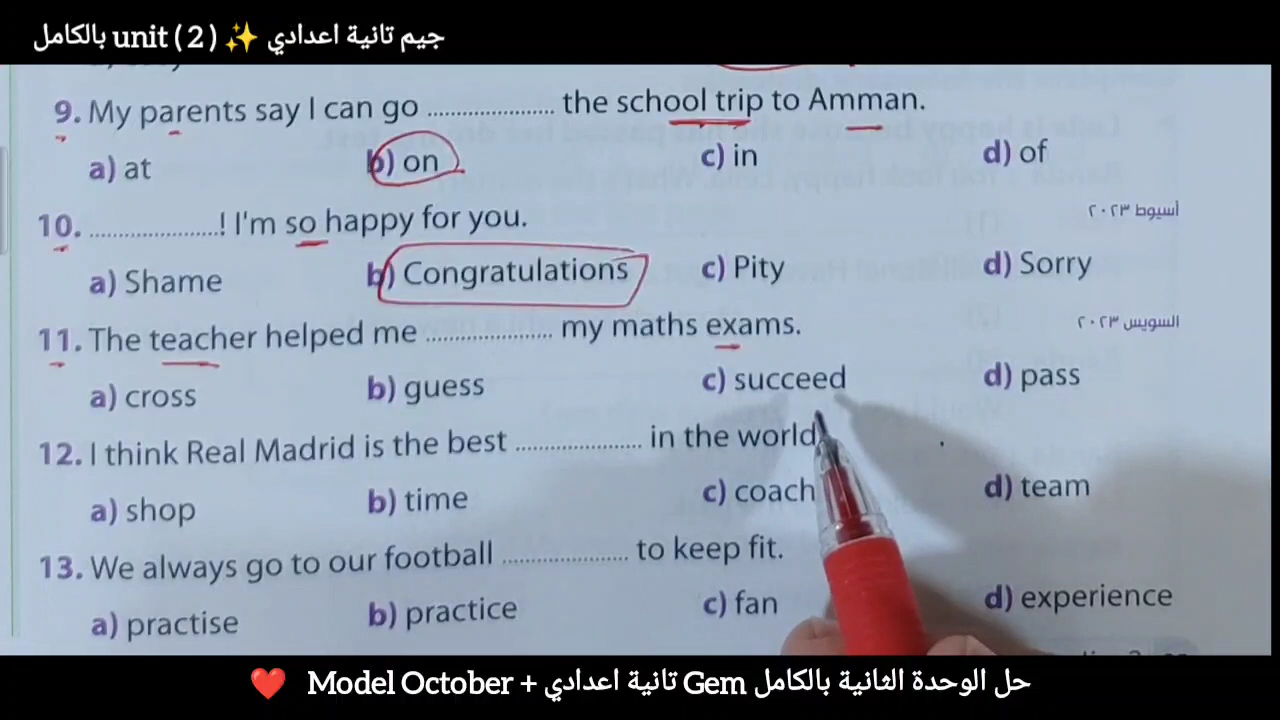 جيم تانية اعدادي ✨ unit ( 2 ) بالكامل
9. My parents say I can go ...................... the school trip to Amman.
a) at b) on c) in d) of
أسيوط ٢٠٢٣
10. ......................! I'm so happy for you.
a) Shame b) Congratulations c) Pity d) Sorry
السويس ٢٠٢٣
11. The teacher helped me ...................... my maths exams.
a) cross b) guess c) succeed d) pass
12. I think Real Madrid is the best ...................... in the world
a) shop b) time c) coach d) team
13. We always go to our football ...................... to keep fit.
a) practise b) practice c) fan d) experience
حل الوحدة الثانية بالكامل Gem تانية اعدادي + Model October ❤️